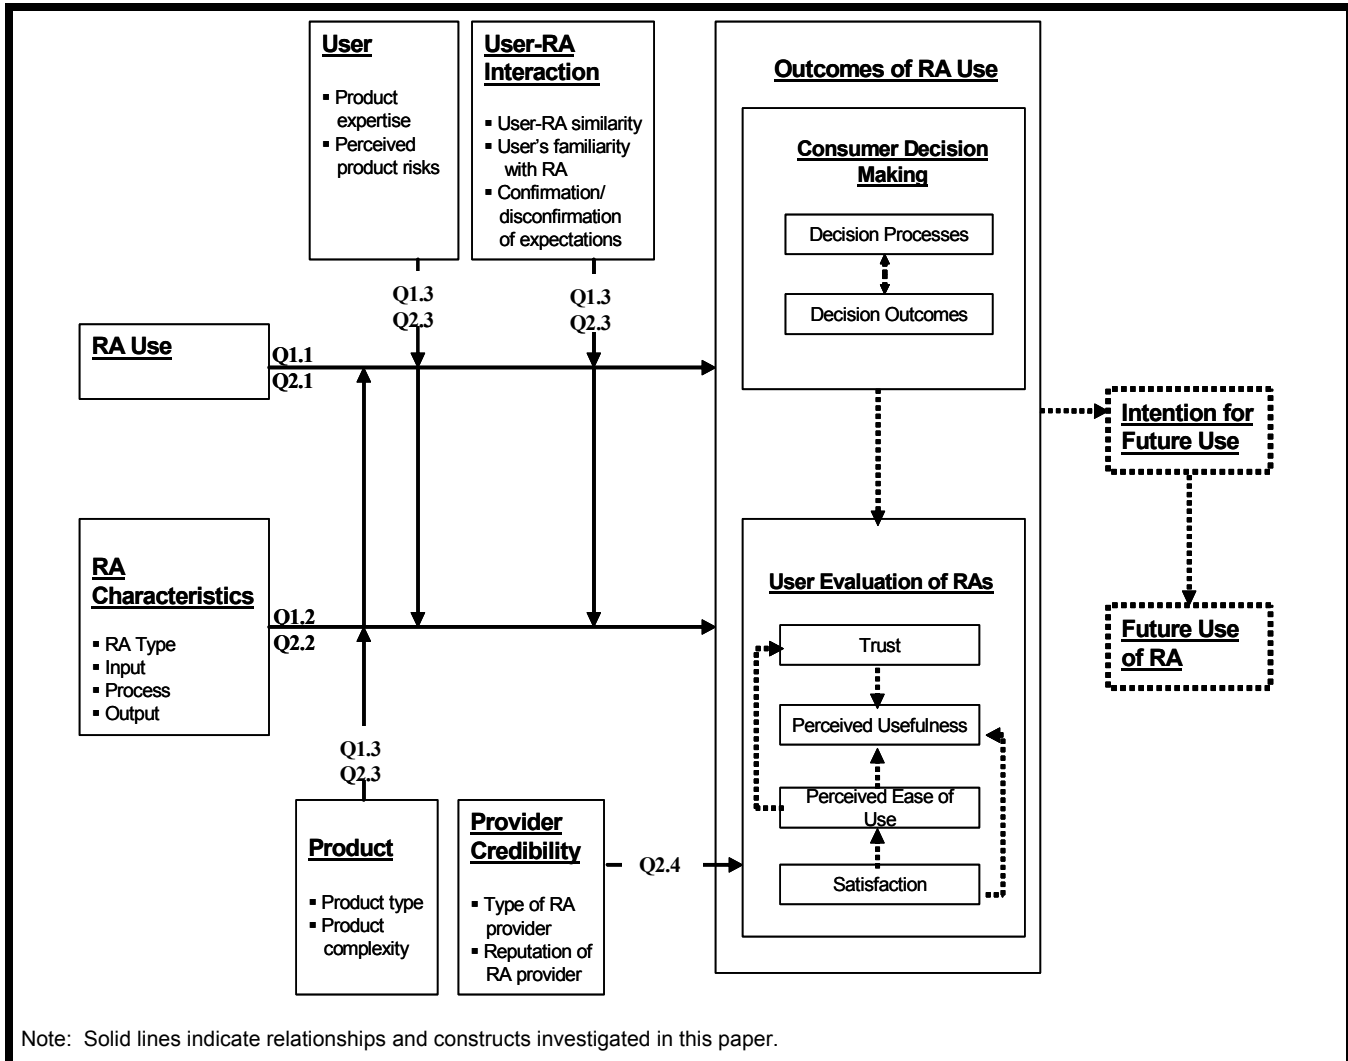 User
▪ Product
expertise
▪ Perceived
product risks
User-RA
Interaction
▪ User-RA similarity
▪ User's familiarity
with RA
▪ Confirmation/
disconfirmation
of expectations
Outcomes of RA Use
Consumer Decision
Making
Decision Processes
Decision Outcomes
Q1.3
Q2.3
Q1.3
Q2.3
RA Use
Q1.1
Q2.1
Intention for
Future Use
RA
Characteristics
▪ RA Type
▪ Input
▪ Process
▪ Output
Q1.2
Q2.2
User Evaluation of RAs
Trust
Perceived Usefulness
Perceived Ease of
Use
Satisfaction
Future Use
of RA
Q1.3
Q2.3
Product
▪ Product type
▪ Product
complexity
Provider
Credibility
▪ Type of RA
provider
▪ Reputation of
RA provider
Q2.4
Note: Solid lines indicate relationships and constructs investigated in this paper.